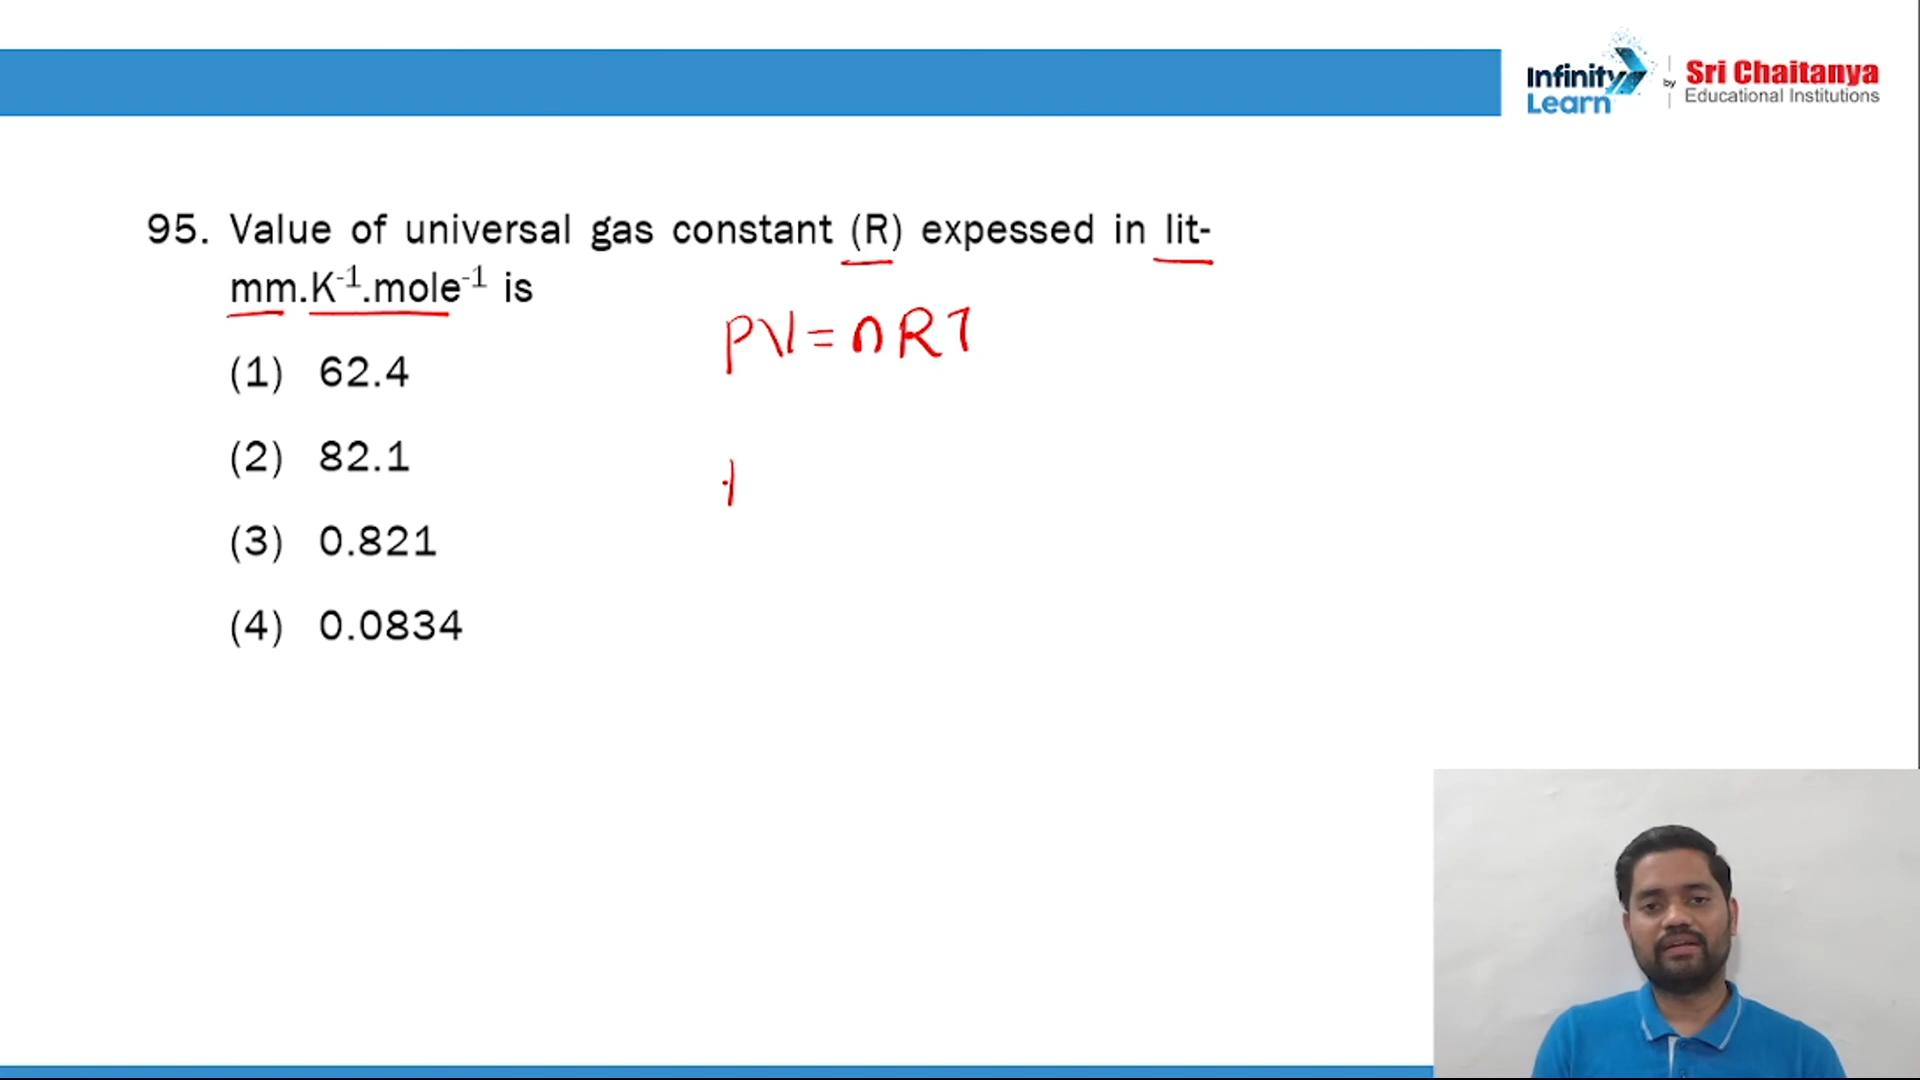 Infinity
Learn
by
Sri Chaitanya
Educational Institutions
95. Value of universal gas constant (R) expessed in lit-
mm.K⁻¹.mole⁻¹ is
PV = nRT
(1) 62.4
(2) 82.1
(3) 0.821
(4) 0.0834